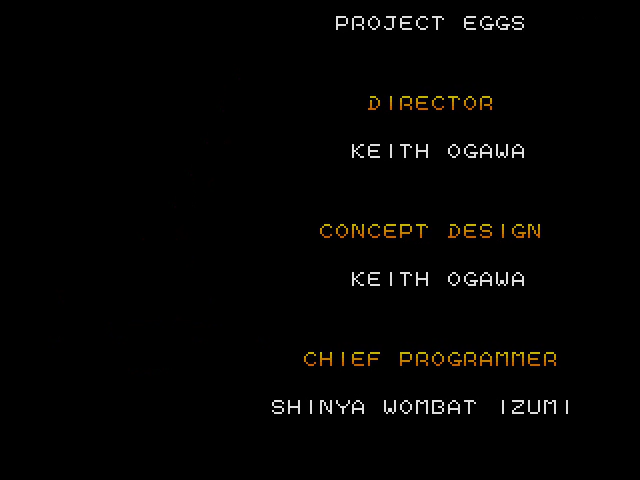 PROJECT EGGS
DIRECTOR
KEITH OGAWA
CONCEPT DESIGN
KEITH OGAWA
CHIEF PROGRAMMER
SHINYA WOMBAT IZUMI